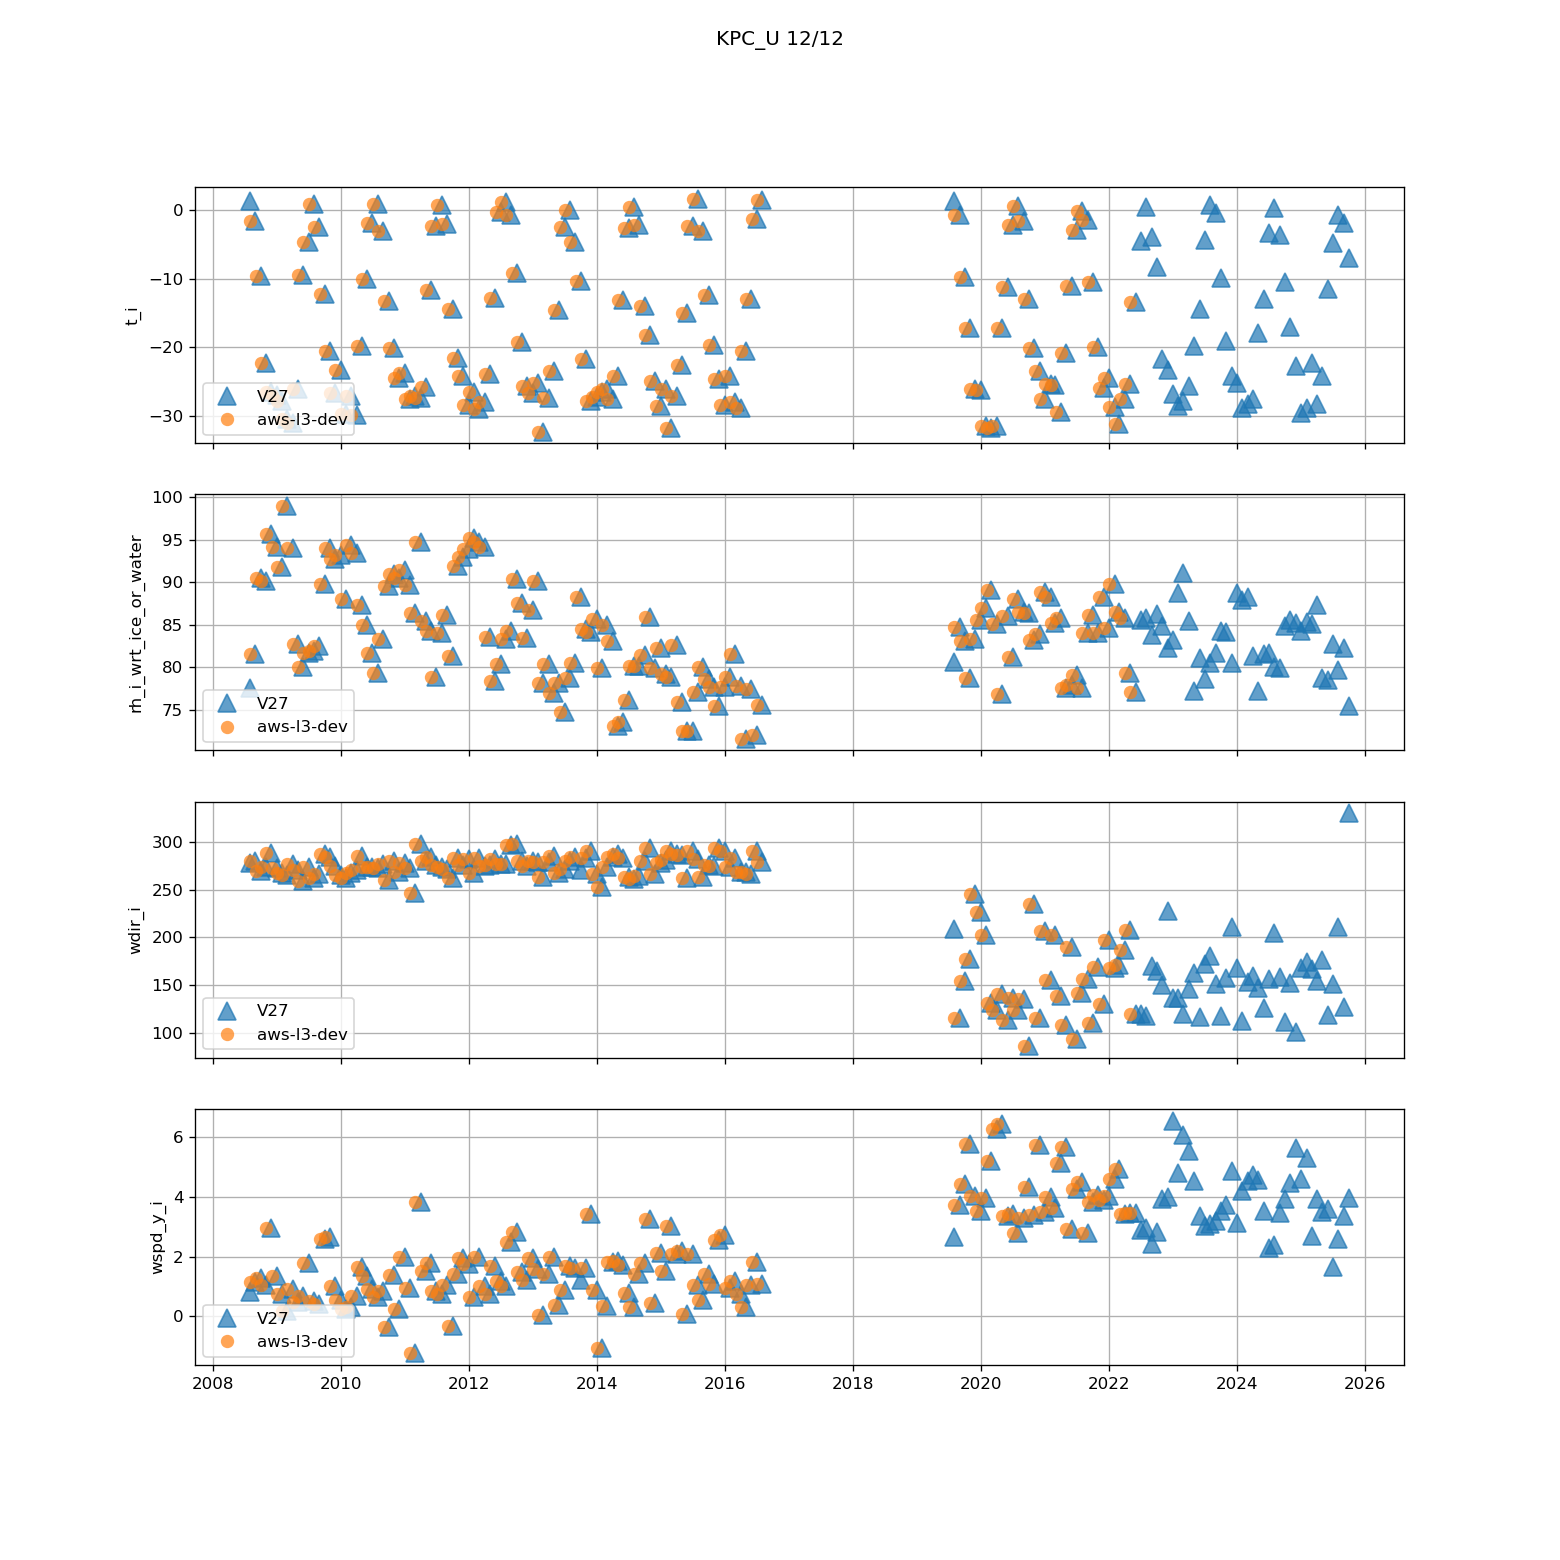 KPC_U 12/12
0
−10
−20
−30
t_i
V27
aws-l3-dev
100
95
90
85
80
75
rh_i_wrt_ice_or_water
V27
aws-l3-dev
300
250
200
150
100
wdir_i
V27
aws-l3-dev
6
4
2
0
wspd_y_i
V27
aws-l3-dev
2008 2010 2012 2014 2016 2018 2020 2022 2024 2026